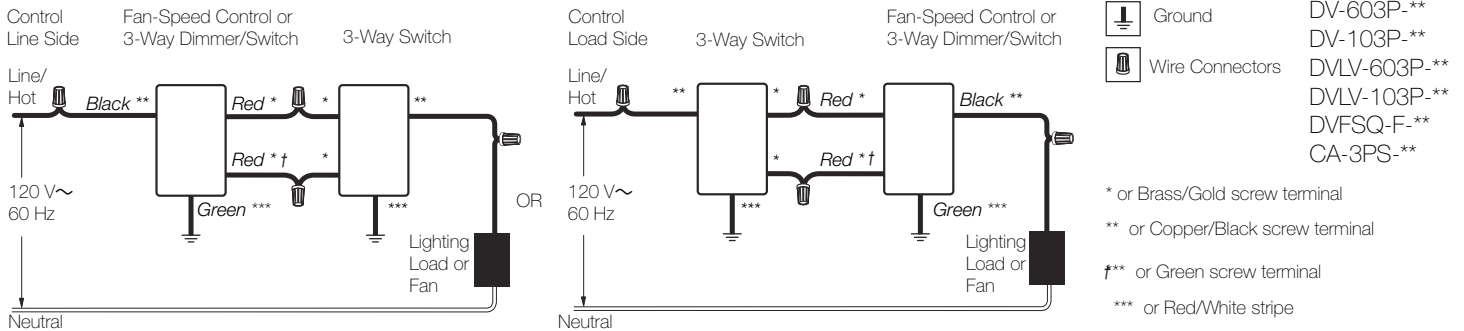 Control
Line Side
Fan-Speed Control or
3-Way Dimmer/Switch
3-Way Switch
Line/
Hot
Black **
Red *
*
**
Red * †
*
120 V～
60 Hz
Green ***
***
Lighting
Load or
Fan
Neutral
OR
Control
Load Side
3-Way Switch
Fan-Speed Control or
3-Way Dimmer/Switch
Line/
Hot
**
*
Red *
Black **
*
Red * †
120 V～
60 Hz
***
Green ***
Lighting
Load or
Fan
Neutral
Ground
Wire Connectors
DV-603P-**
DV-103P-**
DVLV-603P-**
DVLV-103P-**
DVFSQ-F-**
CA-3PS-**
* or Brass/Gold screw terminal
** or Copper/Black screw terminal
†** or Green screw terminal
*** or Red/White stripe